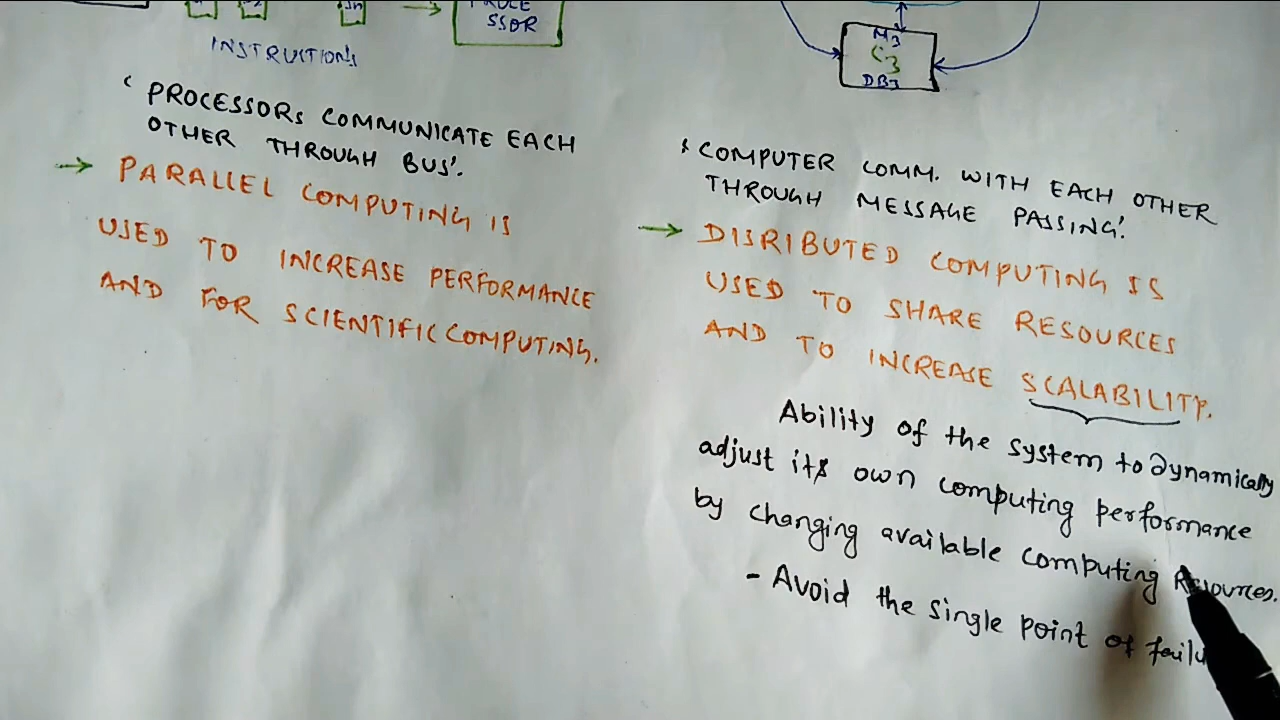 SSOR
INSTRUCTIONS
' PROCESSORS COMMUNICATE EACH
OTHER THROUGH BUS'.
→ PARALLEL COMPUTING IS
USED TO INCREASE PERFORMANCE
AND FOR SCIENTIFIC COMPUTING.
M3
C3
DB3
' COMPUTER COMM. WITH EACH OTHER
THROUGH MESSAGE PASSING'.
→ DISRIBUTED COMPUTING IS
USED TO SHARE RESOURCES
AND TO INCREASE SCALABILITY.
Ability of the system to dynamically
adjust its own computing performance
by changing available computing resources.
- Avoid the single point of